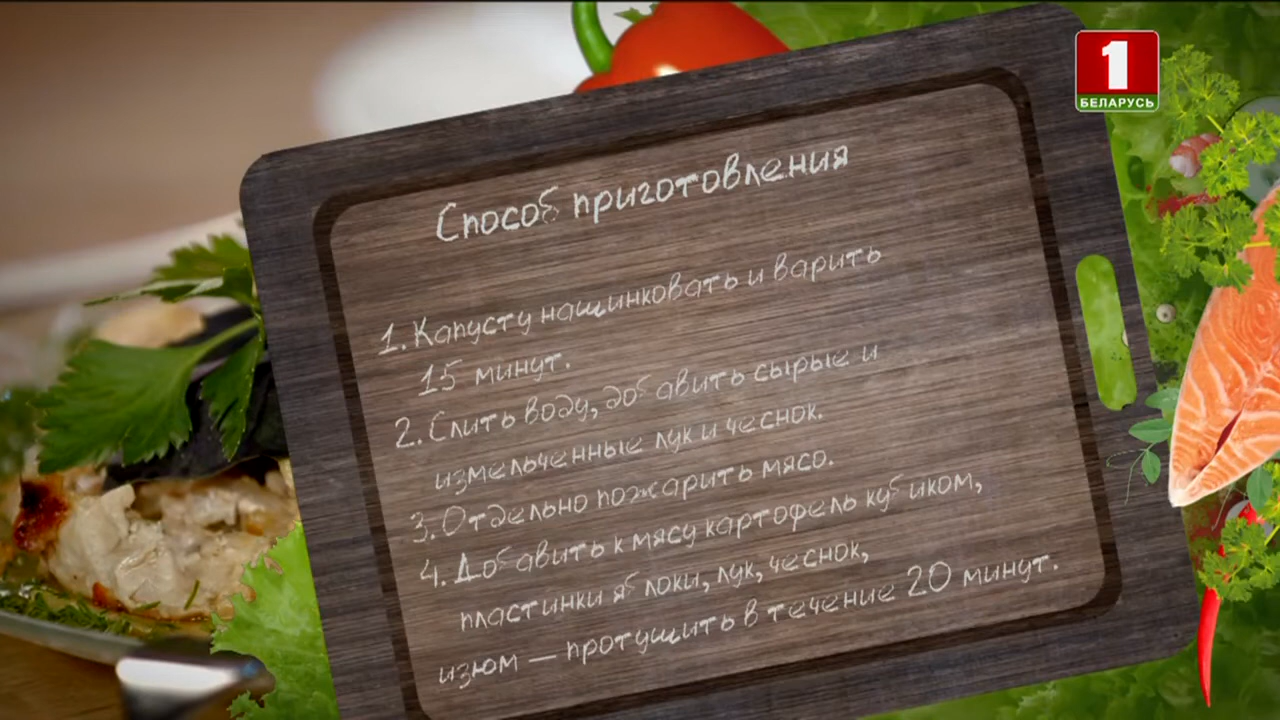 1
БЕЛАРУСЬ
Способ приготовления
1. Капусту нашинковать и варить
15 минут.
2. Слить воду, добавить сырые и
измельченные лук и чеснок.
3. Отдельно пожарить мясо.
4. Добавить к мясу картофель кубиком,
пластинки яблоки, лук, чеснок,
изюм — протушить в течение 20 минут.